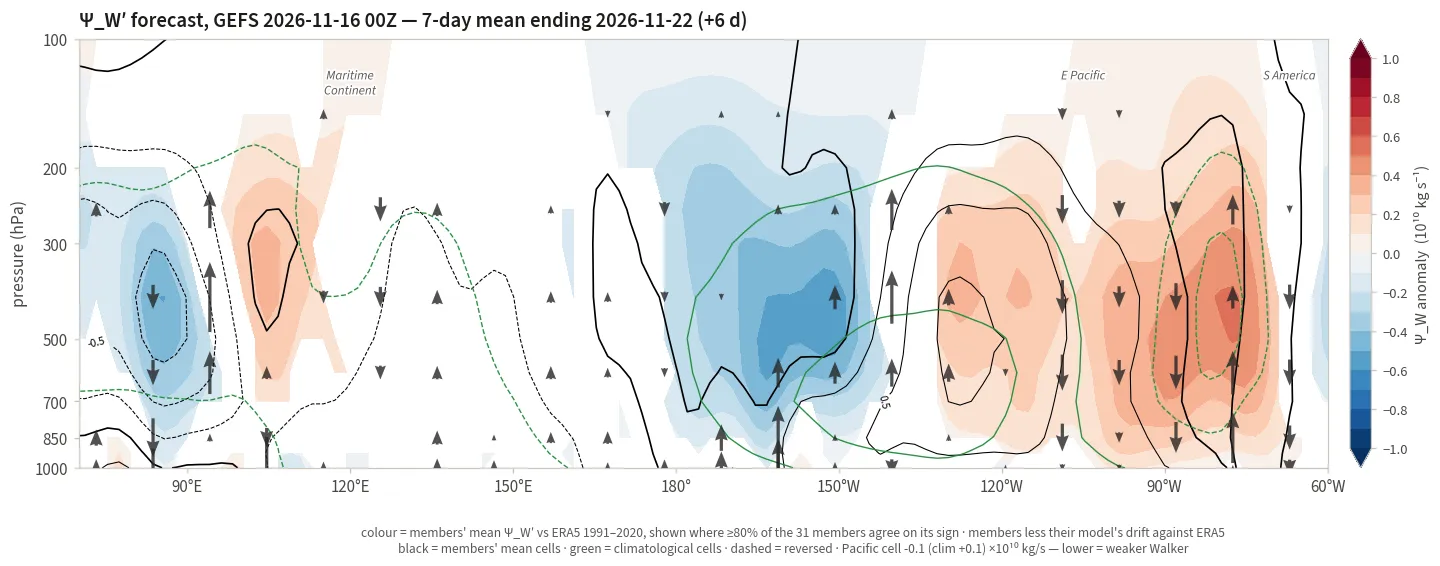 Ψ_W′ forecast, GEFS 2026-11-16 00Z — 7-day mean ending 2026-11-22 (+6 d)
100
200
300
400
500
700
850
1000
pressure (hPa)
Maritime
Continent
E Pacific
S America
-0.5
0.5
90°E
120°E
150°E
180°
150°W
120°W
90°W
60°W
1.0
0.8
0.6
0.4
0.2
0.0
−0.2
−0.4
−0.6
−0.8
−1.0
Ψ_W anomaly (10¹⁰ kg s⁻¹)
colour = members' mean Ψ_W′ vs ERA5 1991–2020, shown where ≥80% of the 31 members agree on its sign · members less their model's drift against ERA5
black = members' mean cells · green = climatological cells · dashed = reversed · Pacific cell -0.1 (clim +0.1) ×10¹⁰ kg/s — lower = weaker Walker